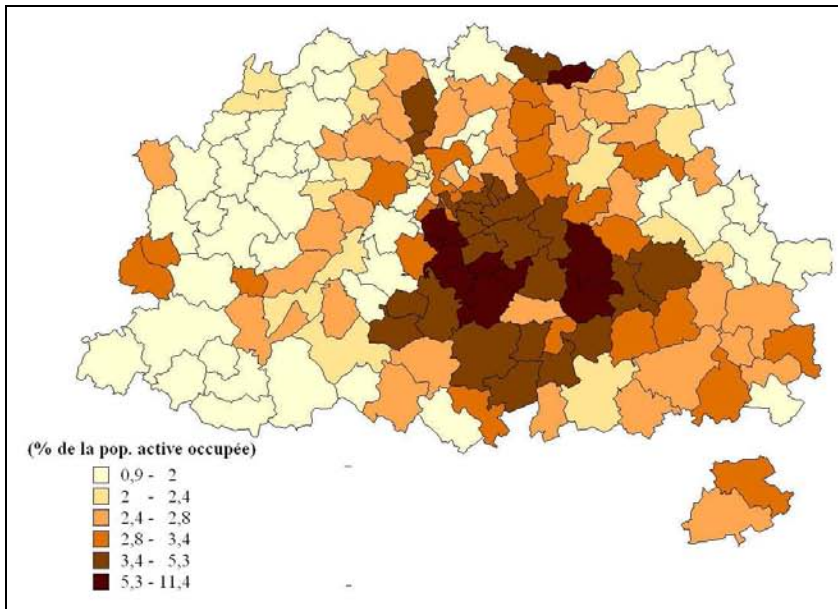 (% de la pop. active occupée)
0,9 - 2
2 - 2,4
2,4 - 2,8
2,8 - 3,4
3,4 - 5,3
5,3 - 11,4